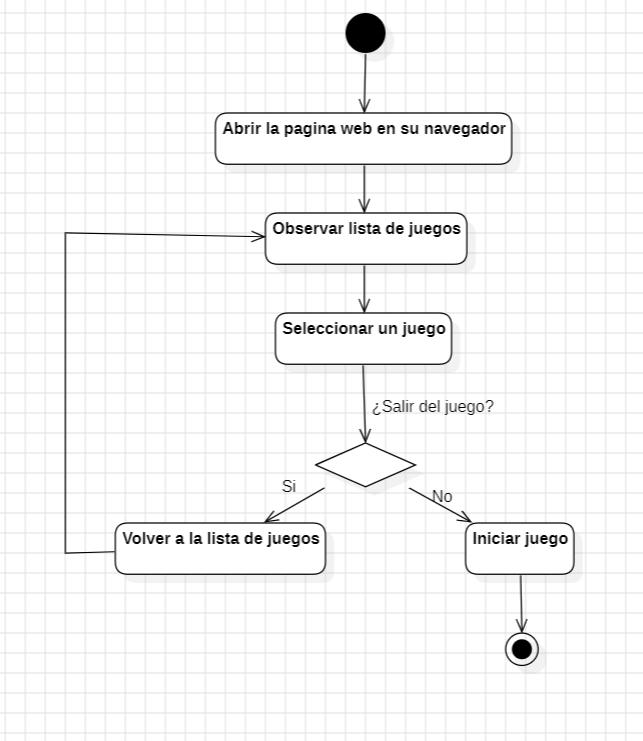 Abrir la pagina web en su navegador
Observar lista de juegos
Seleccionar un juego
¿Salir del juego?
Si
No
Volver a la lista de juegos
Iniciar juego